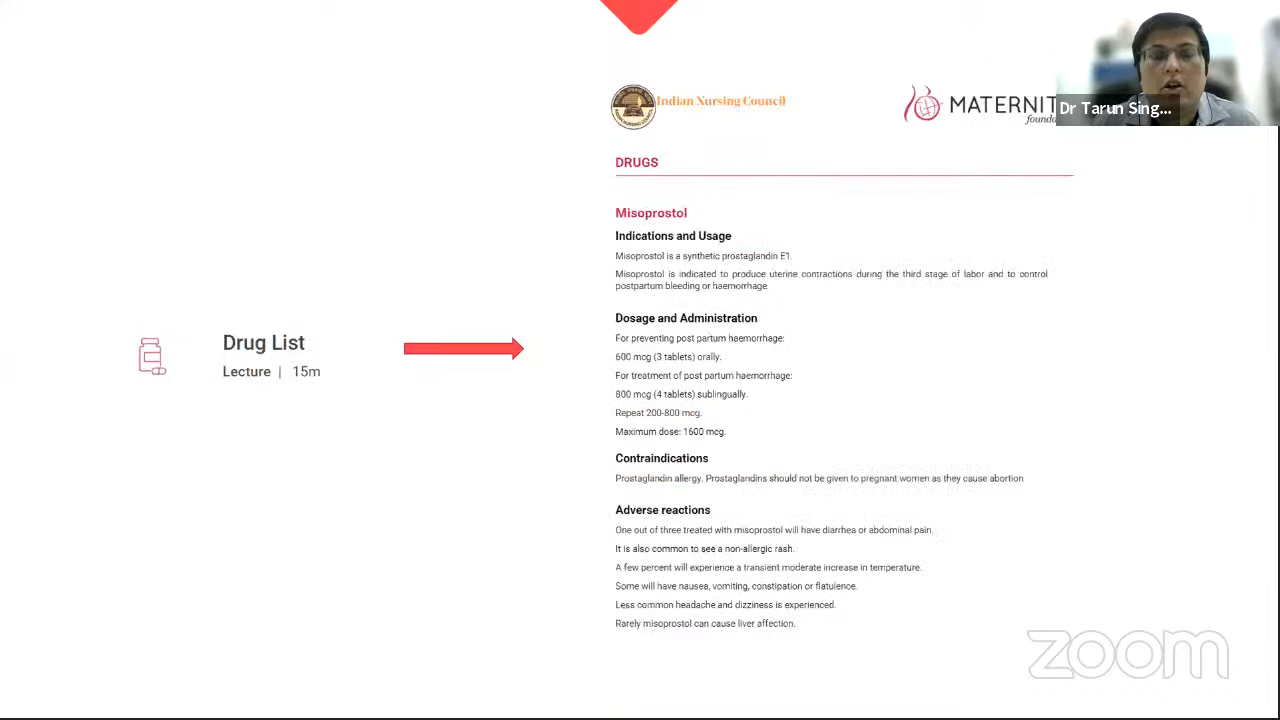 Indian Nursing Council
MATERNIT
founda
Dr Tarun Sing...
DRUGS
Misoprostol
Indications and Usage
Misoprostol is a synthetic prostaglandin E1.
Misoprostol is indicated to produce uterine contractions during the third stage of labor and to control
postpartum bleeding or haemorrhage
Dosage and Administration
For preventing post partum haemorrhage:
600 mcg (3 tablets) orally.
For treatment of post partum haemorrhage:
800 mcg (4 tablets) sublingually.
Repeat 200-800 mcg.
Maximum dose: 1600 mcg.
Contraindications
Prostaglandin allergy. Prostaglandins should not be given to pregnant women as they cause abortion
Adverse reactions
One out of three treated with misoprostol will have diarrhea or abdominal pain.
It is also common to see a non-allergic rash.
A few percent will experience a transient moderate increase in temperature.
Some will have nausea, vomiting, constipation or flatulence.
Less common headache and dizziness is experienced.
Rarely misoprostol can cause liver affection.
Drug List
Lecture | 15m
zoom